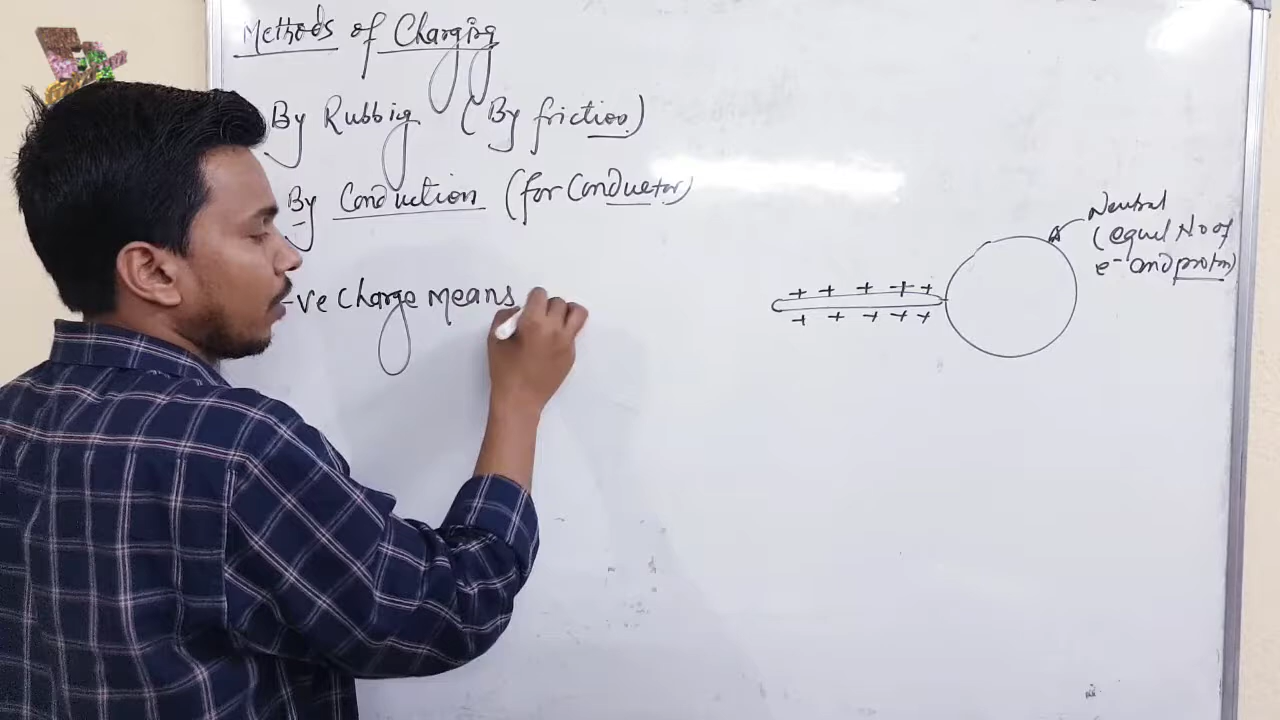 Methods of Charging
By Rubbig (By friction)
By Conduction (for Conductor)
-ve Charge means
Neutral
(equal No of
e- and proton)
+ + + + +
+ + + + +